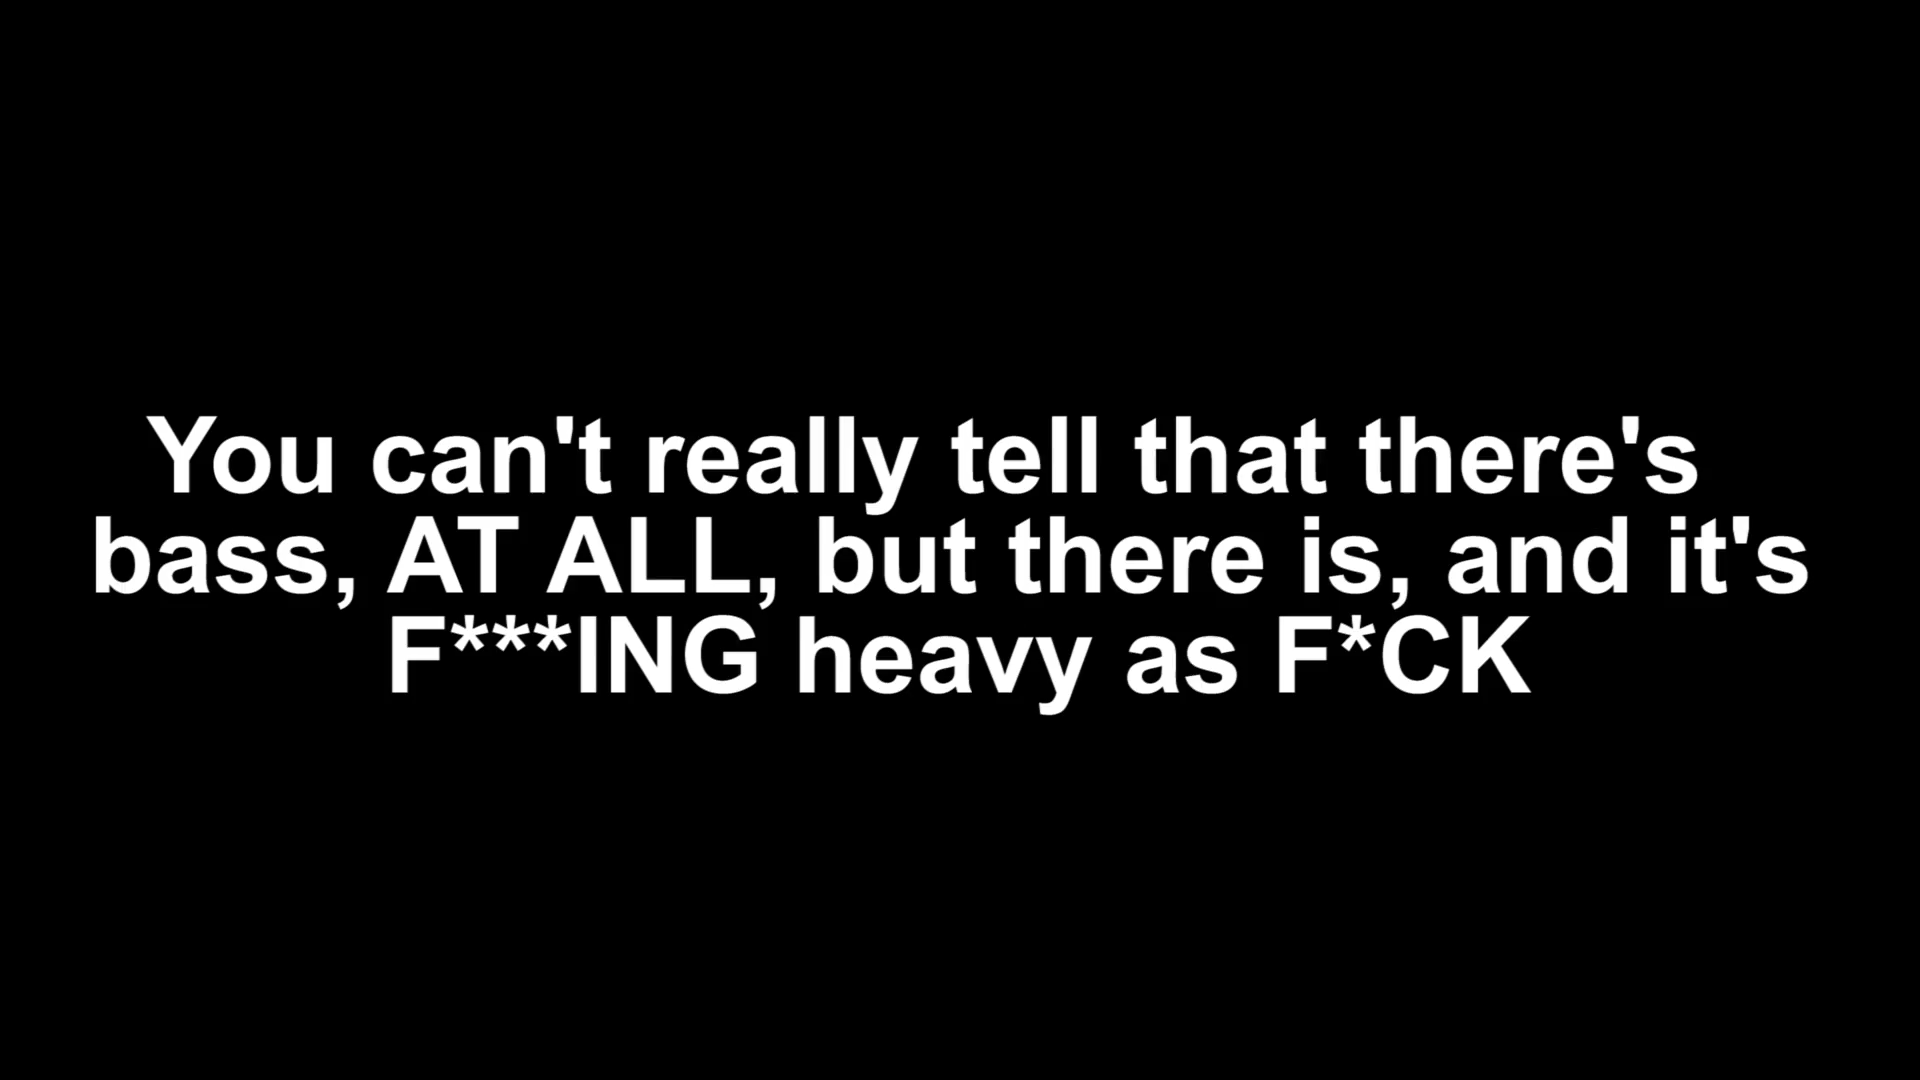 You can't really tell that there's
bass, AT ALL, but there is, and it's
F***ING heavy as F*CK